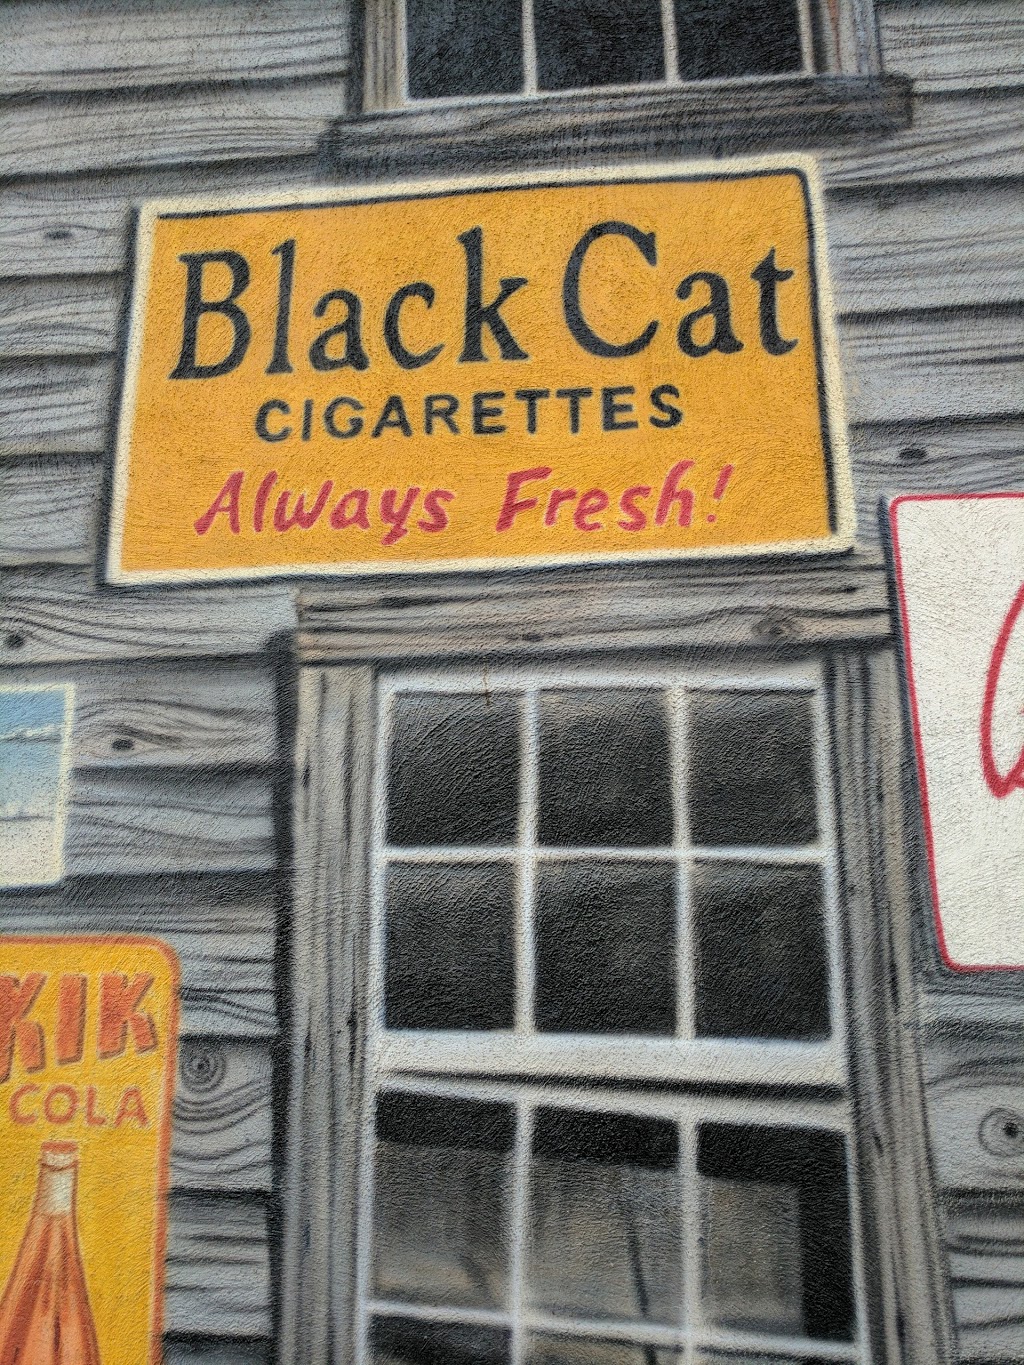 Black Cat
CIGARETTES
Always Fresh!
KIK
COLA